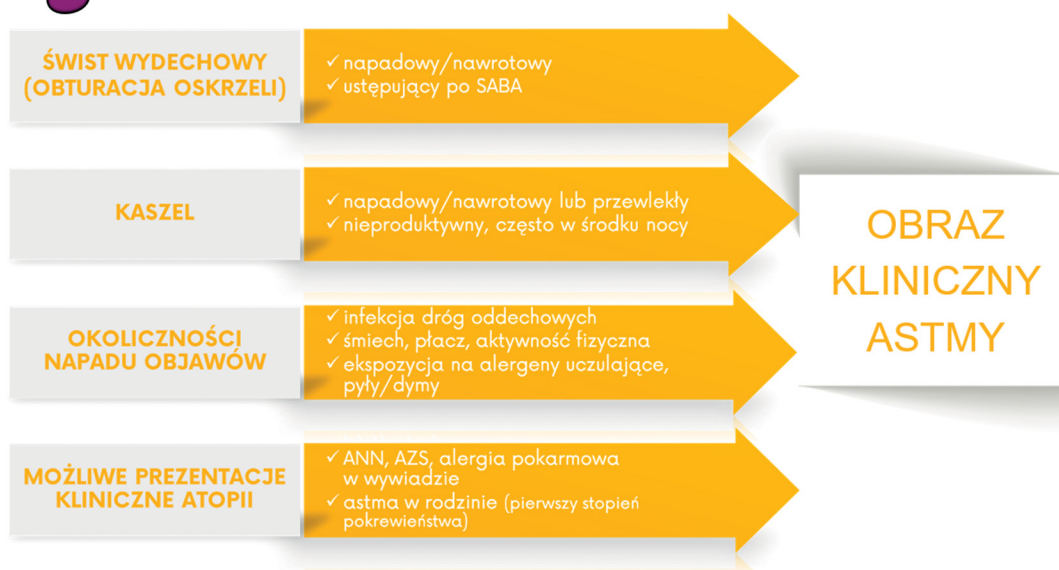 ŚWIST WYDECHOWY
(OBTURACJA OSKRZELI)
✓ napadowy/nawrotowy
✓ ustępujący po SABA
KASZEL
✓ napadowy/nawrotowy lub przewlekły
✓ nieproduktywny, często w środku nocy
OKOLICZNOŚCI
NAPADU OBJAWÓW
✓ infekcja dróg oddechowych
✓ śmiech, płacz, aktywność fizyczna
✓ ekspozycja na alergeny uczulające,
pyły/dymy
MOŻLIWE PREZENTACJE
KLINICZNE ATOPII
✓ ANN, AZS, alergia pokarmowa
w wywiadzie
✓ astma w rodzinie (pierwszy stopień
pokrewieństwa)
OBRAZ
KLINICZNY
ASTMY